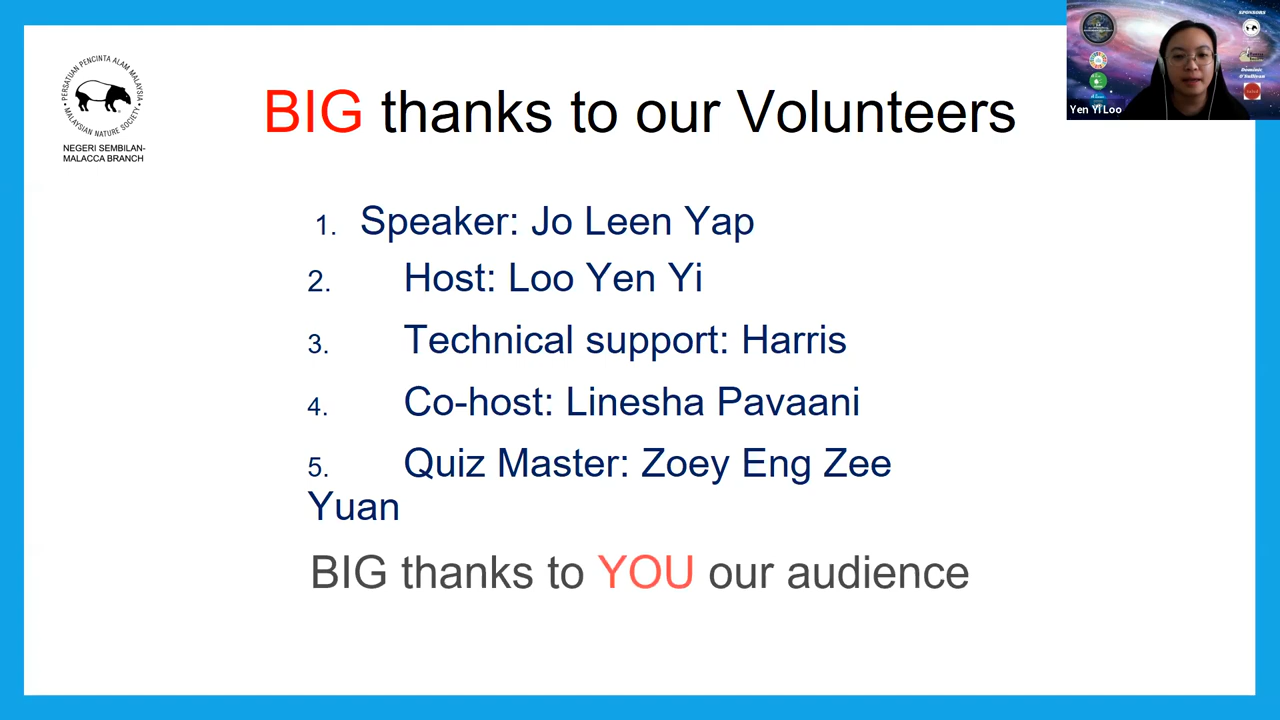 PERSATUAN PENCINTA ALAM MALAYSIA
MALAYSIAN NATURE SOCIETY
NEGERI SEMBILAN-
MALACCA BRANCH
BIG thanks to our Volunteers
1. Speaker: Jo Leen Yap
2. Host: Loo Yen Yi
3. Technical support: Harris
4. Co-host: Linesha Pavaani
5. Quiz Master: Zoey Eng Zee
Yuan
BIG thanks to YOU our audience
SPONSORS
Dominic
O'Sullivan
Yen Yi Loo